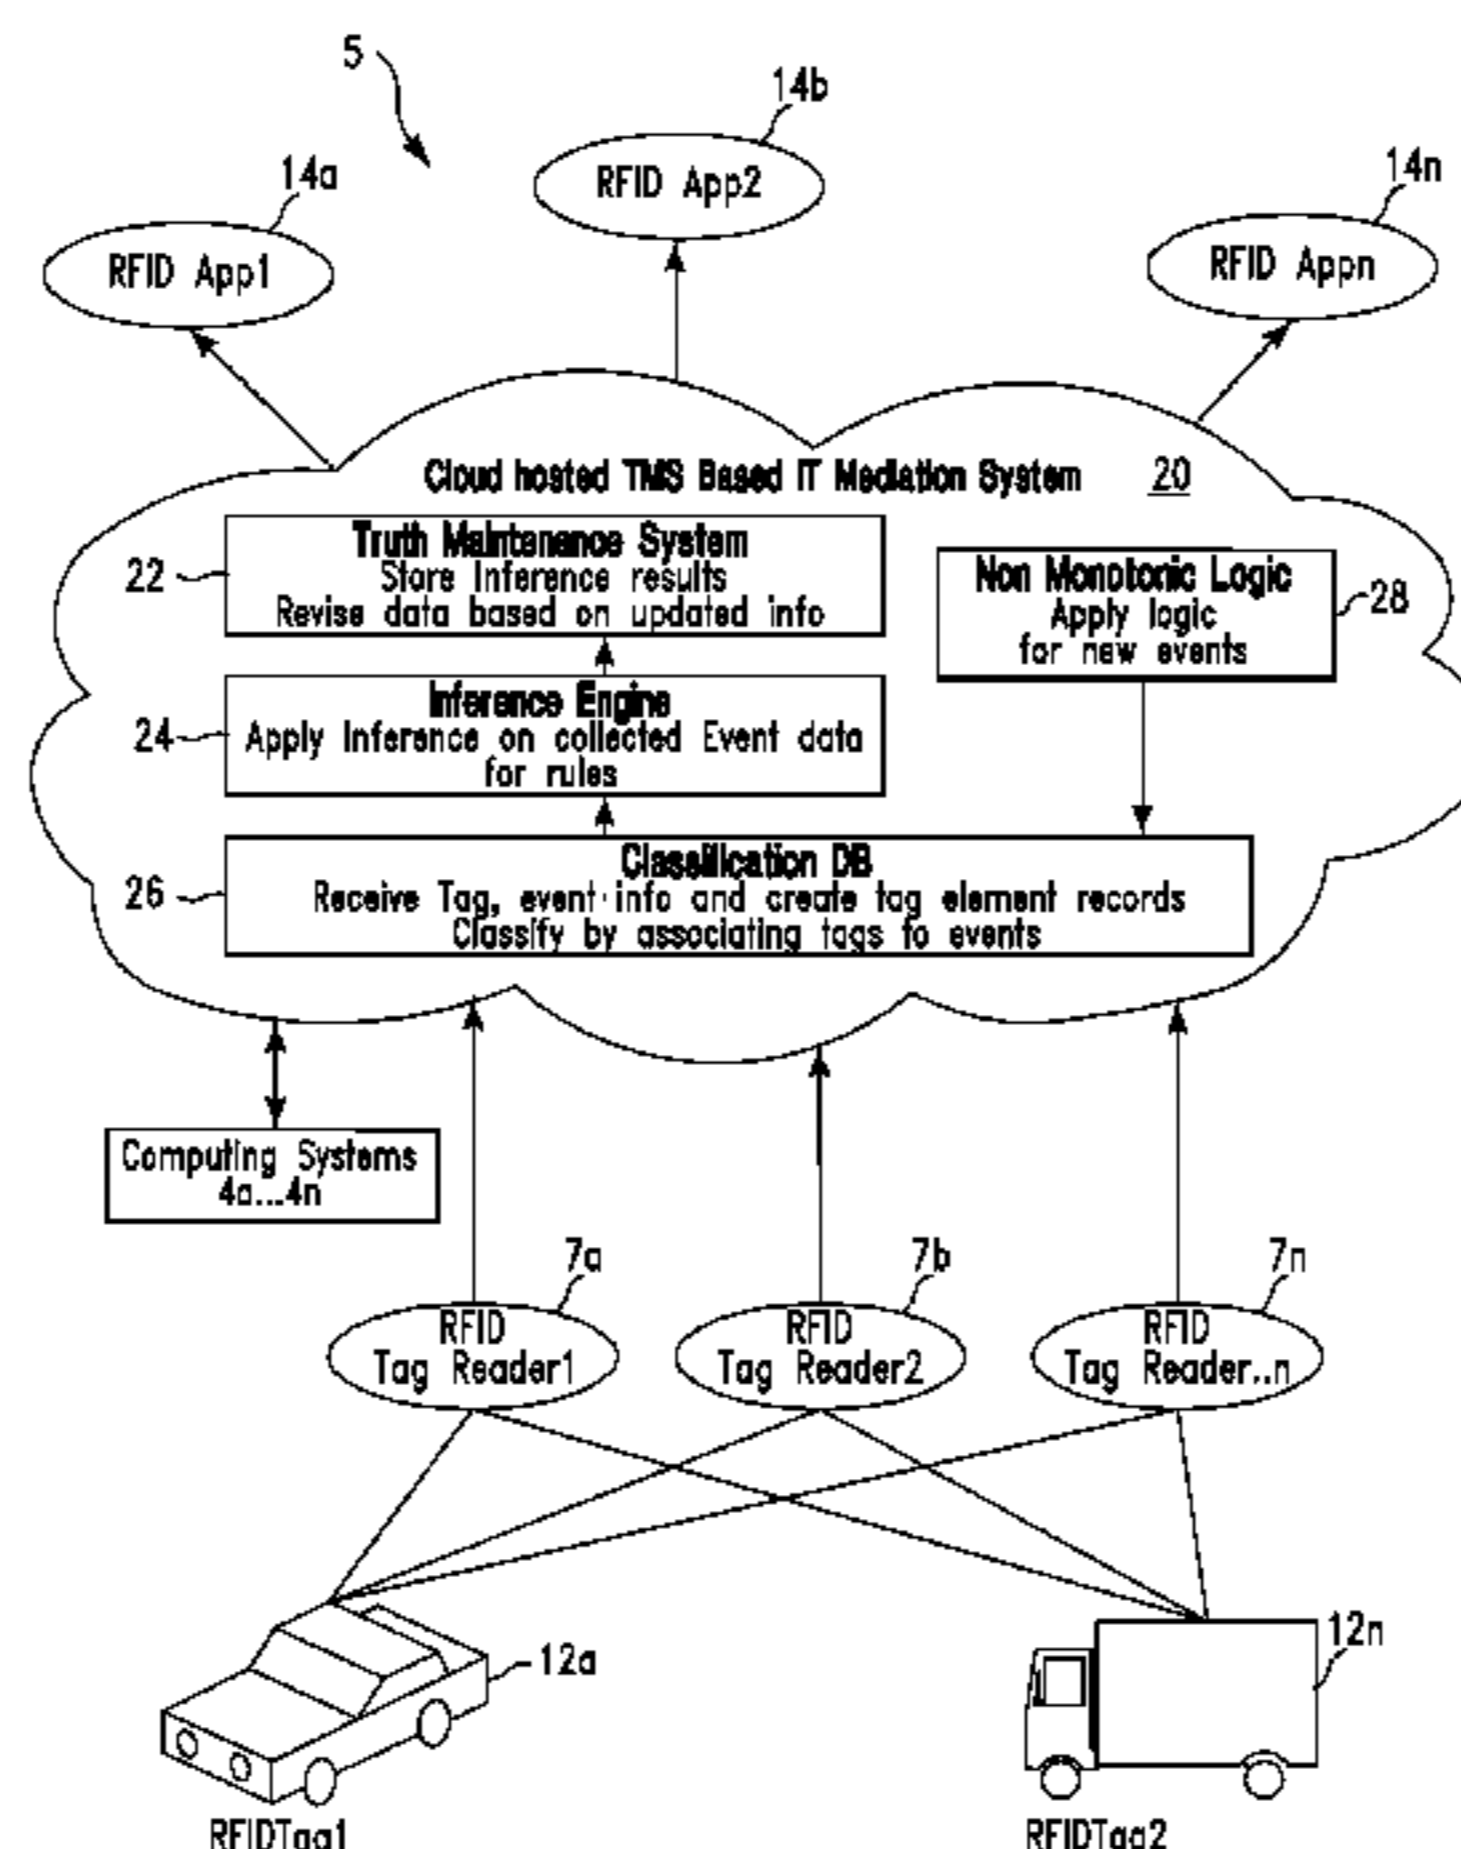 5
14b
RFID App2
14a
RFID App1
14n
RFID Appn
Cloud hosted TMS Based IT Mediation System 20
Truth Maintenance System
Store Inference results
Revise data based on updated info
22
Non Monotonic Logic
Apply logic
for new events
28
Inference Engine
Apply Inference on collected Event data
for rules
24
Classification DB
Receive Tag, event info and create tag element records
Classify by associating tags to events
26
Computing Systems
4a...4n
7a
RFID
Tag Reader1
7b
RFID
Tag Reader2
7n
RFID
Tag Reader..n
12a
12n
RFIDTag1
RFIDTag2